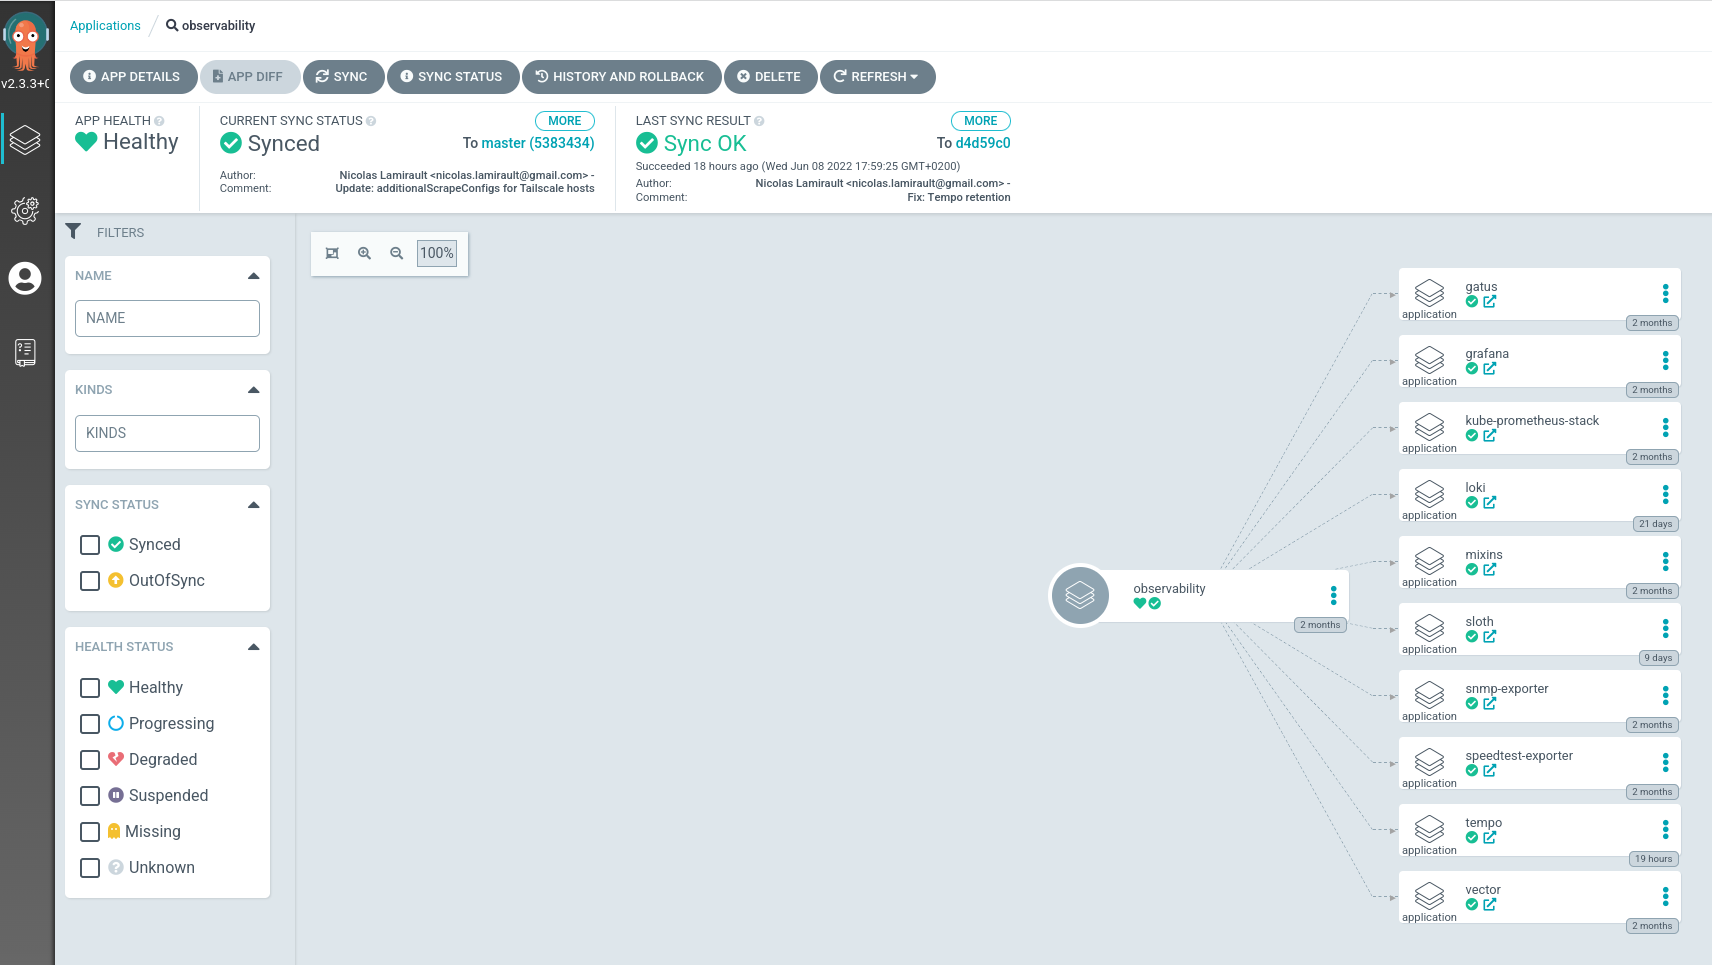 Applications / observability
v2.3.3+
APP DETAILS APP DIFF SYNC SYNC STATUS HISTORY AND ROLLBACK DELETE REFRESH
APP HEALTH
Healthy
CURRENT SYNC STATUS MORE
Synced To master (5383434)
Author: Nicolas Lamirault <nicolas.lamirault@gmail.com> -
Comment: Update: additionalScrapeConfigs for Tailscale hosts
LAST SYNC RESULT MORE
Sync OK To d4d59c0
Succeeded 18 hours ago (Wed Jun 08 2022 17:59:25 GMT+0200)
Author: Nicolas Lamirault <nicolas.lamirault@gmail.com> -
Comment: Fix: Tempo retention
FILTERS
NAME
NAME
KINDS
KINDS
SYNC STATUS
Synced
OutOfSync
HEALTH STATUS
Healthy
Progressing
Degraded
Suspended
Missing
Unknown
100%
observability
2 months
gatus
application
2 months
grafana
application
2 months
kube-prometheus-stack
application
2 months
loki
application
21 days
mixins
application
2 months
sloth
application
9 days
snmp-exporter
application
2 months
speedtest-exporter
application
2 months
tempo
application
19 hours
vector
application
2 months